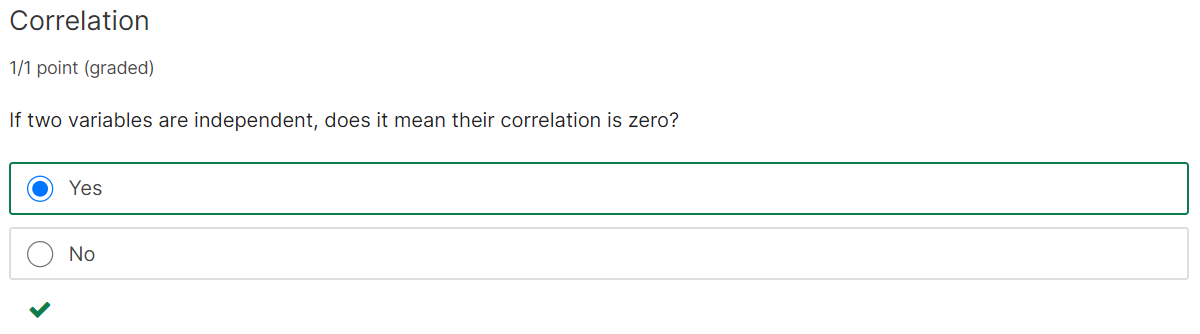 Correlation
1/1 point (graded)
If two variables are independent, does it mean their correlation is zero?
Yes
No